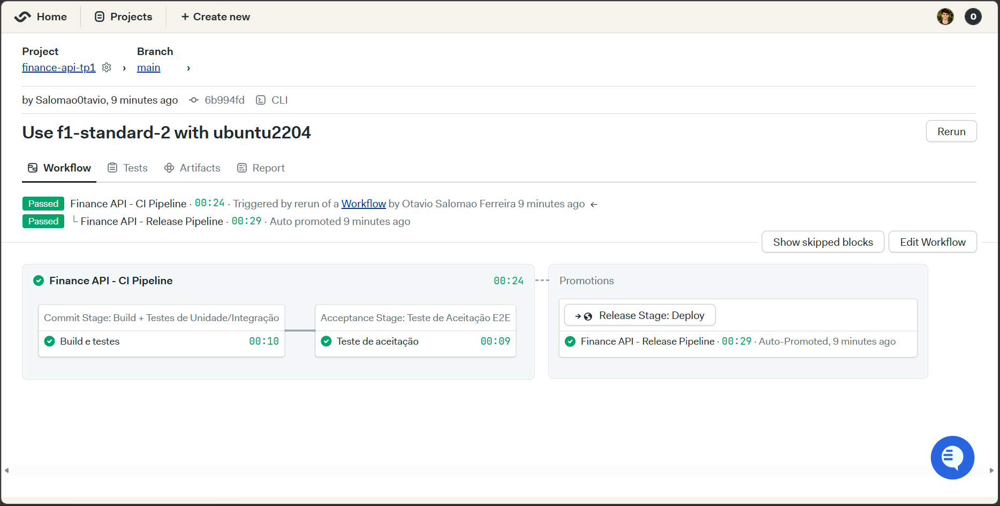 Home Projects + Create new O
Project Branch
finance-api-tp1 › main ›
by Salomao0tavio, 9 minutes ago 6b994fd CLI
Use f1-standard-2 with ubuntu2204
Rerun
Workflow Tests Artifacts Report
Passed Finance API - CI Pipeline · 00:24 · Triggered by rerun of a Workflow by Otavio Salomao Ferreira 9 minutes ago ←
Passed └ Finance API - Release Pipeline · 00:29 · Auto promoted 9 minutes ago
Show skipped blocks Edit Workflow
Finance API - CI Pipeline 00:24
Commit Stage: Build + Testes de Unidade/Integração
Build e testes 00:10
Acceptance Stage: Teste de Aceitação E2E
Teste de aceitação 00:09
Promotions
Release Stage: Deploy
Finance API - Release Pipeline · 00:29 · Auto-Promoted, 9 minutes ago